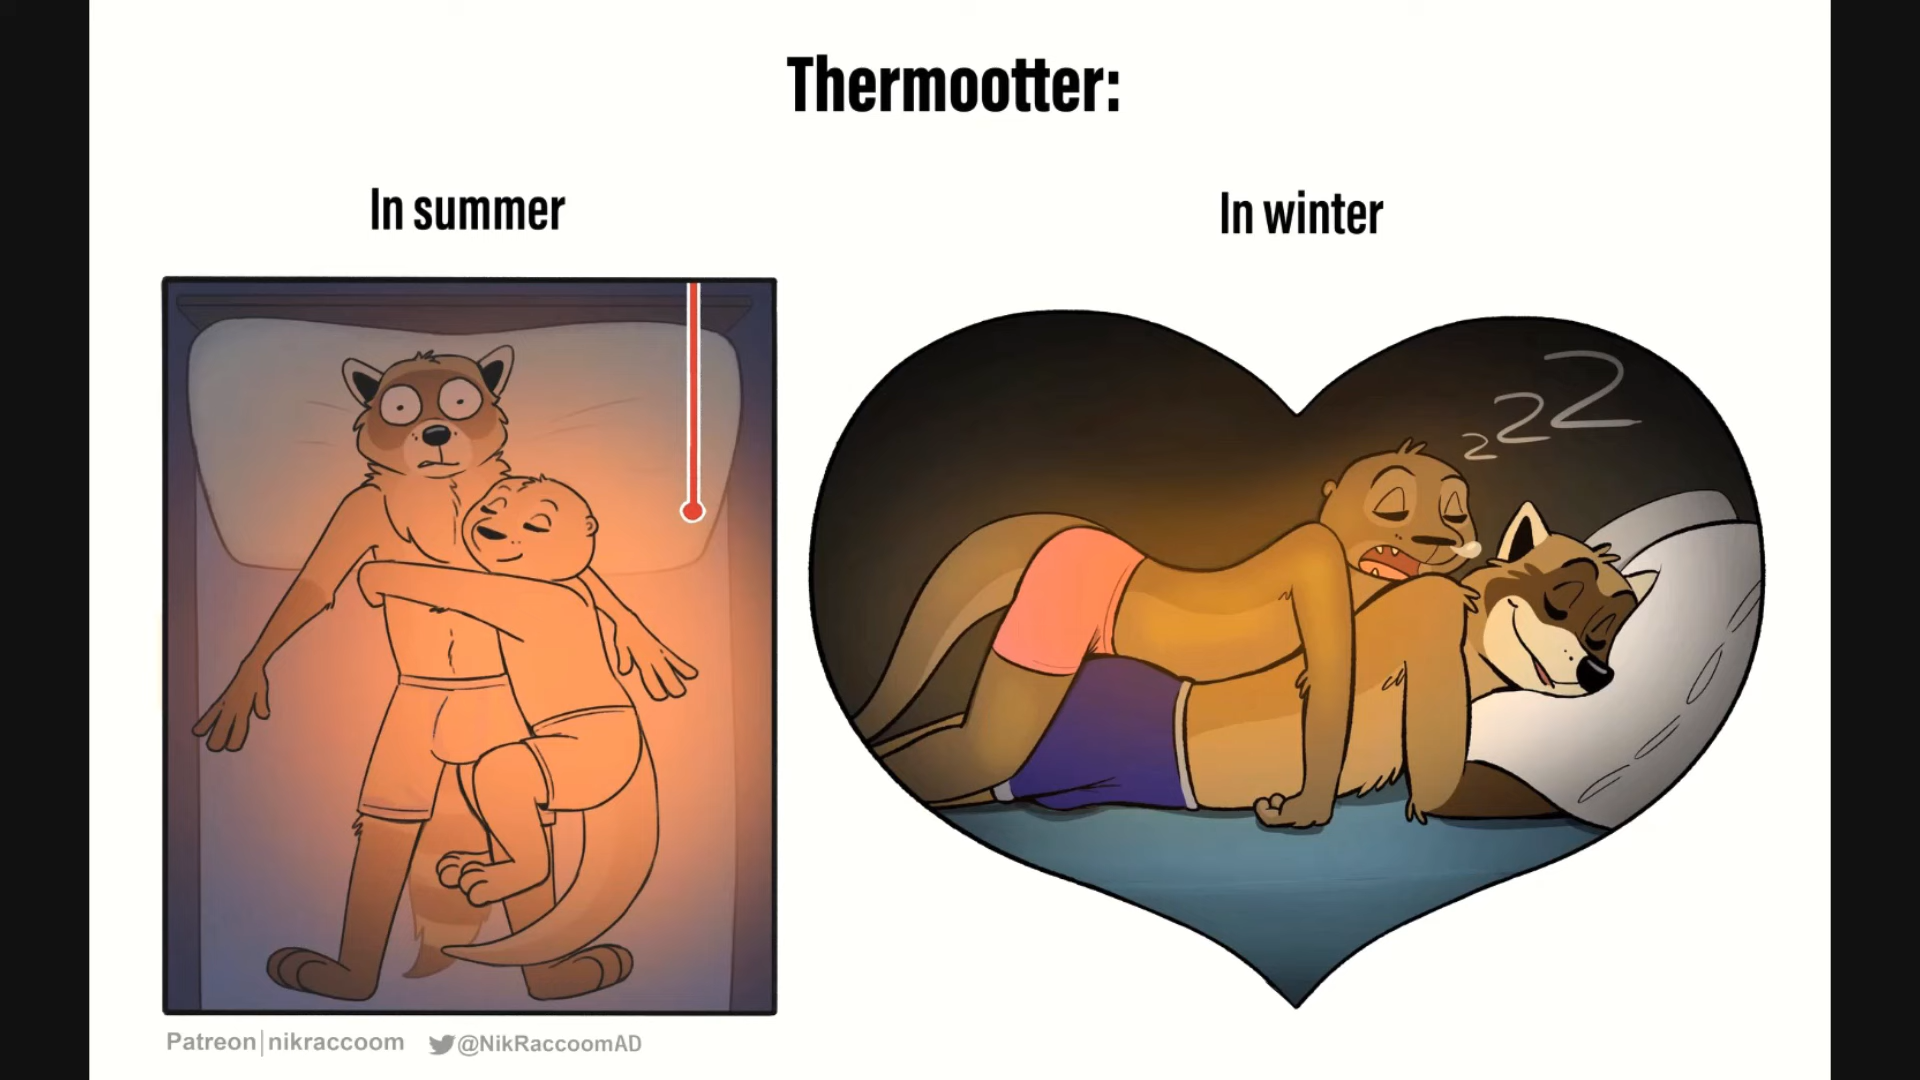 Thermootter:
In summer
In winter
zzZ
Patreon|nikraccoom @NikRaccoomAD